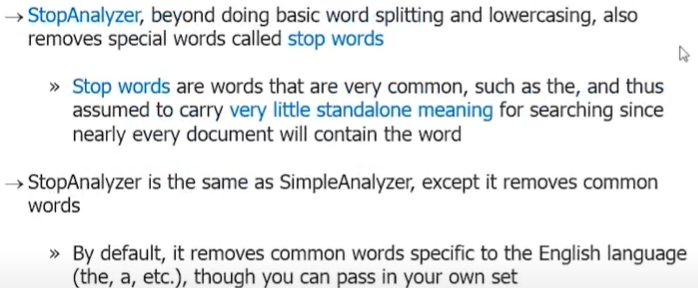 → StopAnalyzer, beyond doing basic word splitting and lowercasing, also
removes special words called stop words
» Stop words are words that are very common, such as the, and thus
assumed to carry very little standalone meaning for searching since
nearly every document will contain the word
→ StopAnalyzer is the same as SimpleAnalyzer, except it removes common
words
» By default, it removes common words specific to the English language
(the, a, etc.), though you can pass in your own set